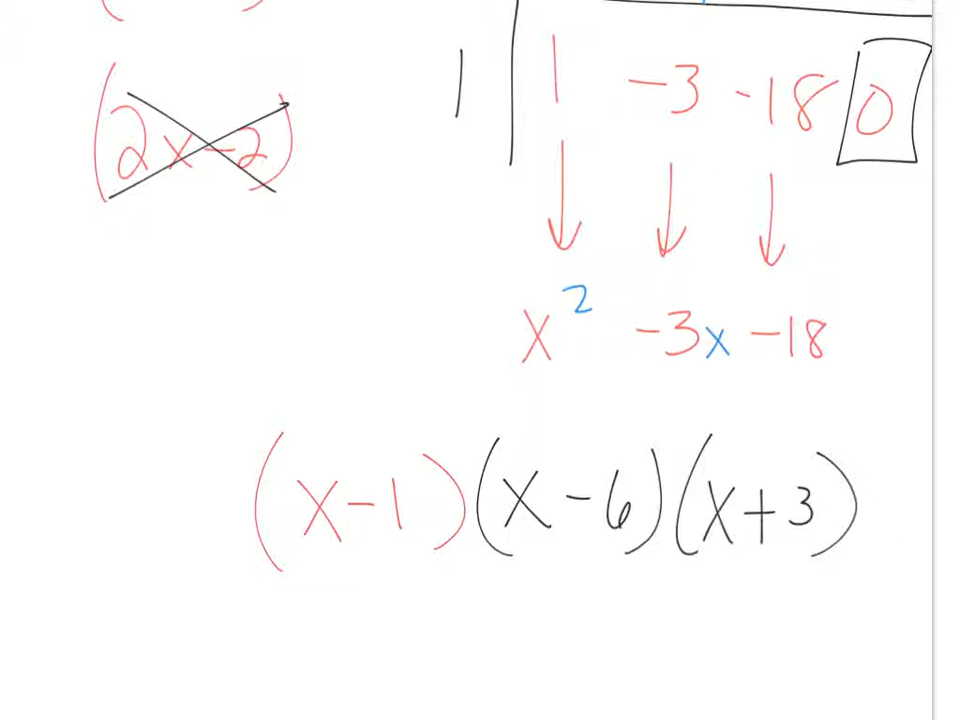 1 1 -3 -18 0
(2x-2)
x² -3x -18
(x-1)(x-6)(x+3)